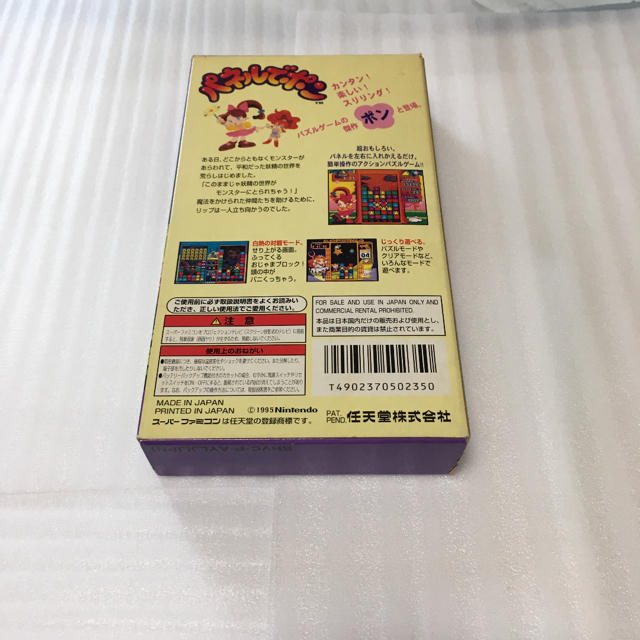 パネルでポン
TM
カンタン！
楽しい！
スリリング！
パズルゲームの傑作 ポン と登場。
ある日、どこからともなくモンスターが
あらわれて、平和だった妖精の世界を
荒らしはじめました。
「このままじゃ妖精の世界が
モンスターにとられちゃう！」
魔法をかけられた仲間たちを助けるために、
リップは一人立ち向かうのでした。
超おもしろい。
パネルを左右に入れかえるだけ。
簡単操作のアクションパズルゲーム!!
白熱の対戦モード。
せり上がる画面、
ふってくる
おじゃまブロック！
頭の中が
パニくっちゃう。
じっくり遊べる。
パズルモードや
クリアモードなど、
いろんなモードで
遊べます。
ご使用前に必ず取扱説明書をよくお読みいた
だき、正しい使用法でご愛用ください。
注意
使用上のおねがい
FOR SALE AND USE IN JAPAN ONLY AND
COMMERCIAL RENTAL PROHIBITED.
本品は日本国内だけの販売および使用とし、
また商業目的の賃貸は禁止されています。
T4902370502350
MADE IN JAPAN
PRINTED IN JAPAN
©1995 Nintendo
PAT. PEND.
任天堂株式会社
スーパーファミコンは任天堂の登録商標です。